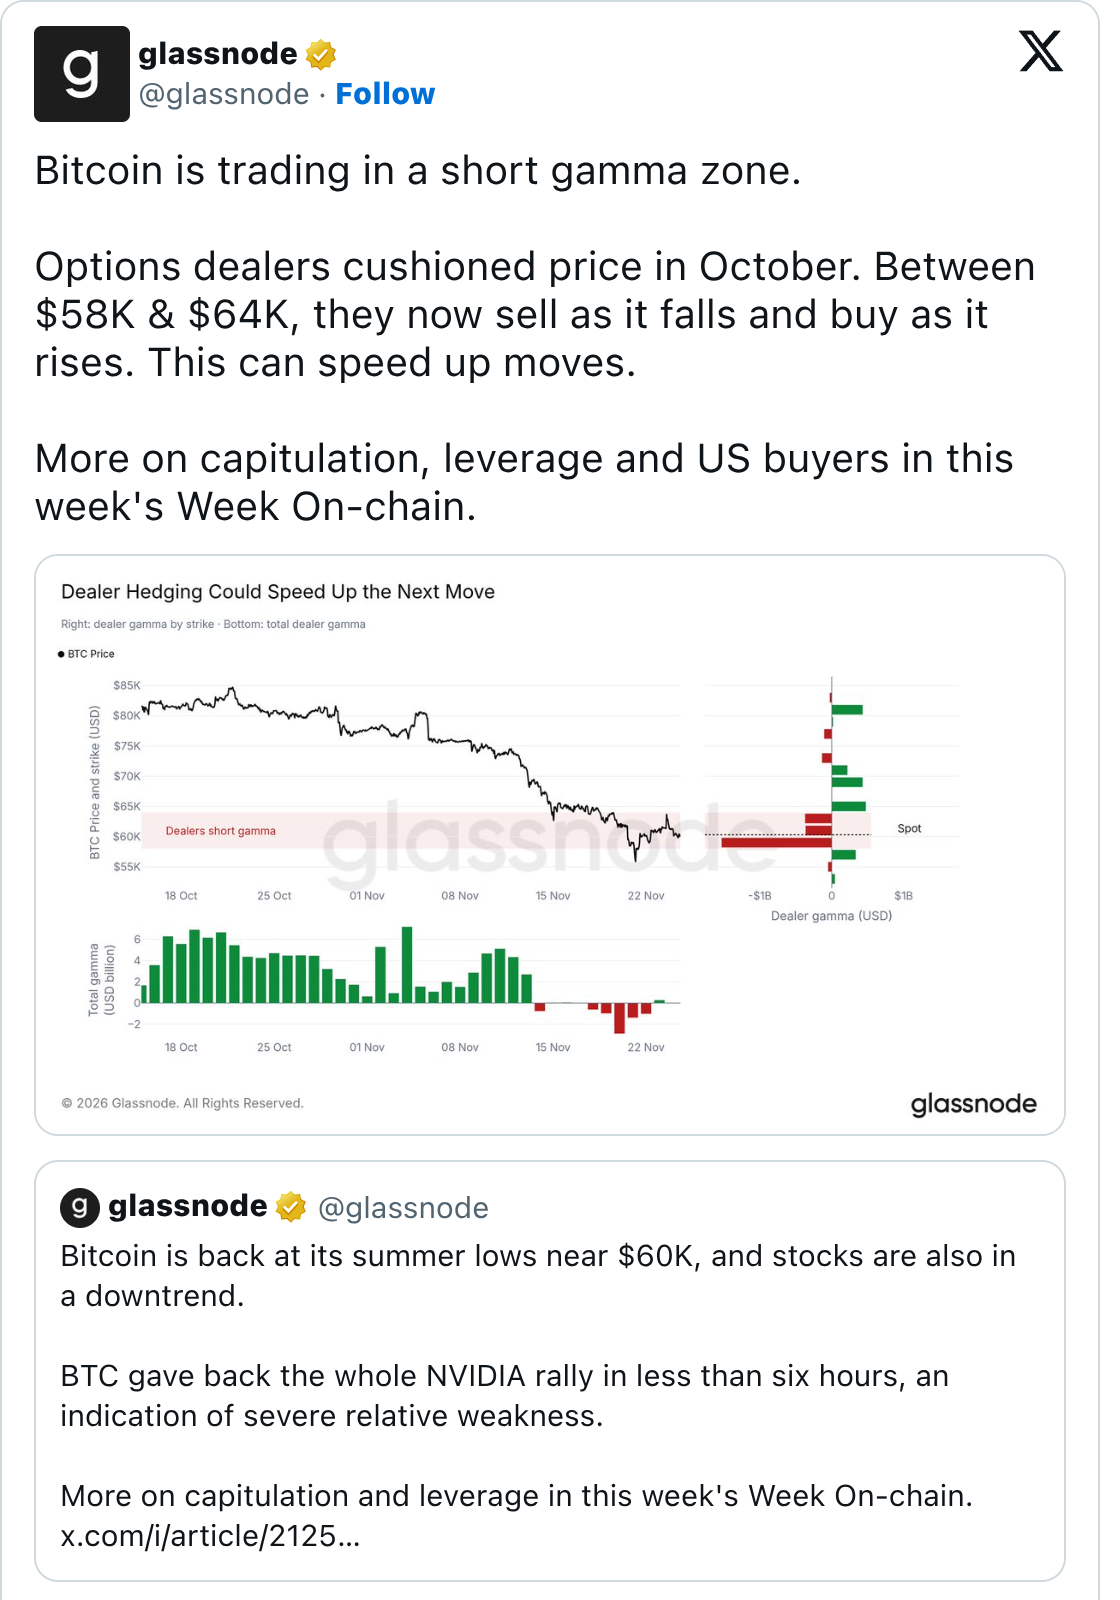 g
glassnode
@glassnode · Follow
Bitcoin is trading in a short gamma zone.
Options dealers cushioned price in October. Between
$58K & $64K, they now sell as it falls and buy as it
rises. This can speed up moves.
More on capitulation, leverage and US buyers in this
week's Week On-chain.
Dealer Hedging Could Speed Up the Next Move
Right: dealer gamma by strike · Bottom: total dealer gamma
BTC Price
BTC Price and strike (USD)
$85K
$80K
$75K
$70K
$65K
$60K
$55K
Dealers short gamma
glassnode
Spot
18 Oct 25 Oct 01 Nov 08 Nov 15 Nov 22 Nov
-$1B 0 $1B
Dealer gamma (USD)
Total gamma
(USD billion)
6
4
2
0
−2
18 Oct 25 Oct 01 Nov 08 Nov 15 Nov 22 Nov
© 2026 Glassnode. All Rights Reserved.
glassnode
g
glassnode @glassnode
Bitcoin is back at its summer lows near $60K, and stocks are also in
a downtrend.
BTC gave back the whole NVIDIA rally in less than six hours, an
indication of severe relative weakness.
More on capitulation and leverage in this week's Week On-chain.
x.com/i/article/2125…